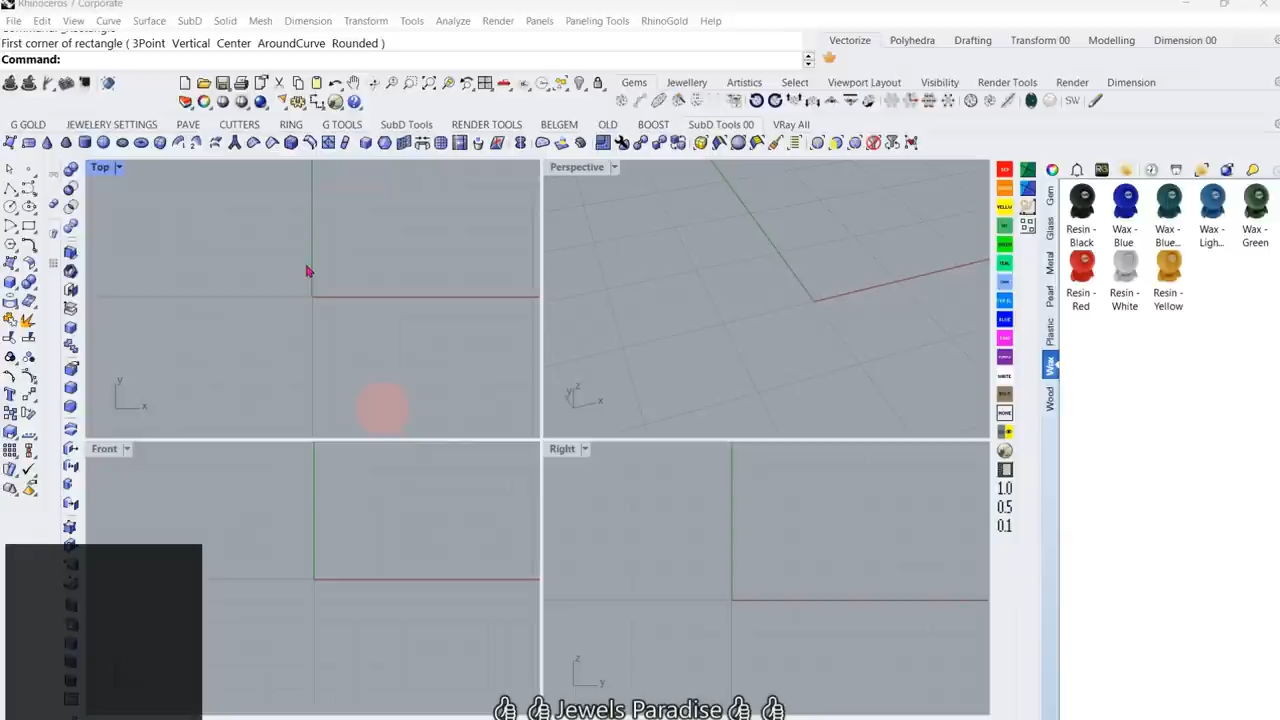 Rhinoceros 7 Corporate
File Edit View Curve Surface SubD Solid Mesh Dimension Transform Tools Analyze Render Panels Paneling Tools RhinoGold Help
First corner of rectangle ( 3Point Vertical Center AroundCurve Rounded )
Command:
Vectorize Polyhedra Drafting Transform 00 Modelling Dimension 00
Gems Jewellery Artistics Select Viewport Layout Visibility Render Tools Render Dimension
SW
G GOLD JEWELERY SETTINGS PAVE CUTTERS RING G TOOLS SubD Tools RENDER TOOLS BELGEM OLD BOOST SubD Tools 00 VRay All
Top
Perspective
Front
Right
y
x
z
y
x
z
y
BLUE
WHITE
NONE
1.0
0.5
0.1
Gem
Glass
Metal
Pearl
Plastic
Wax
Wood
Resin - Black
Wax - Blue
Wax - Blue...
Wax - Ligh...
Wax - Green
Resin - Red
Resin - White
Resin - Yellow
Jewels Paradise